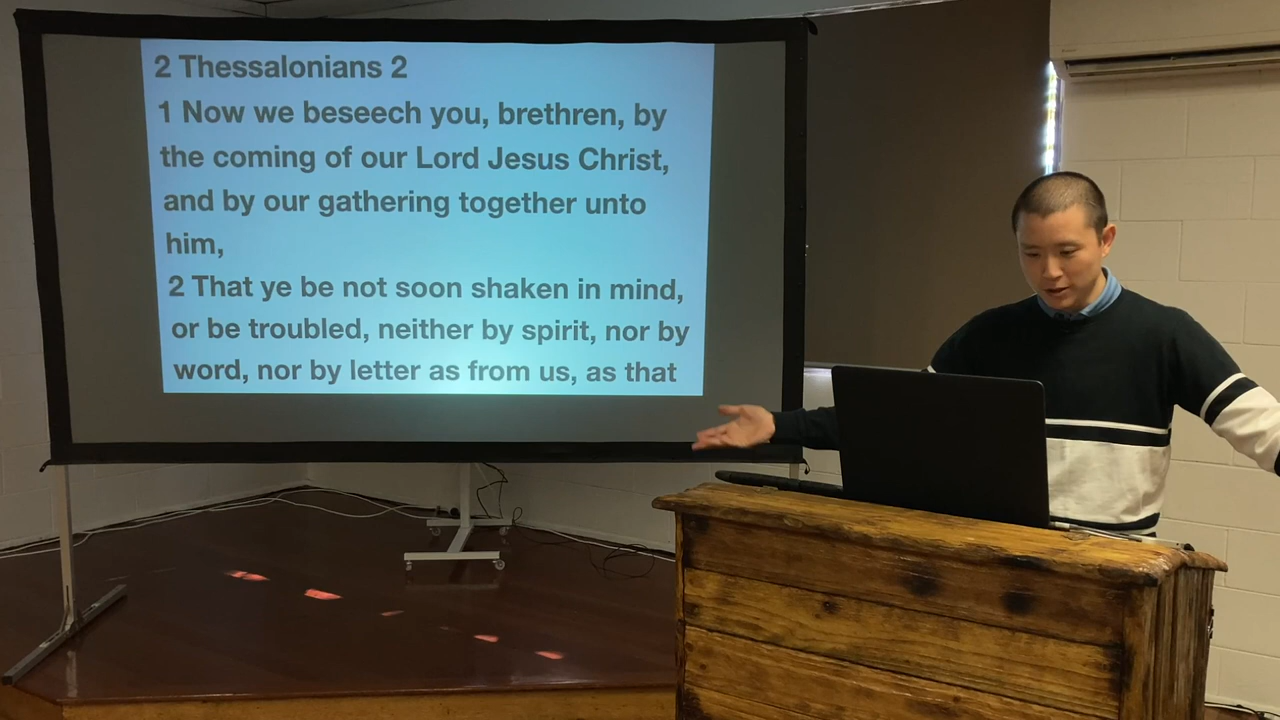 2 Thessalonians 2
1 Now we beseech you, brethren, by
the coming of our Lord Jesus Christ,
and by our gathering together unto
him,
2 That ye be not soon shaken in mind,
or be troubled, neither by spirit, nor by
word, nor by letter as from us, as that